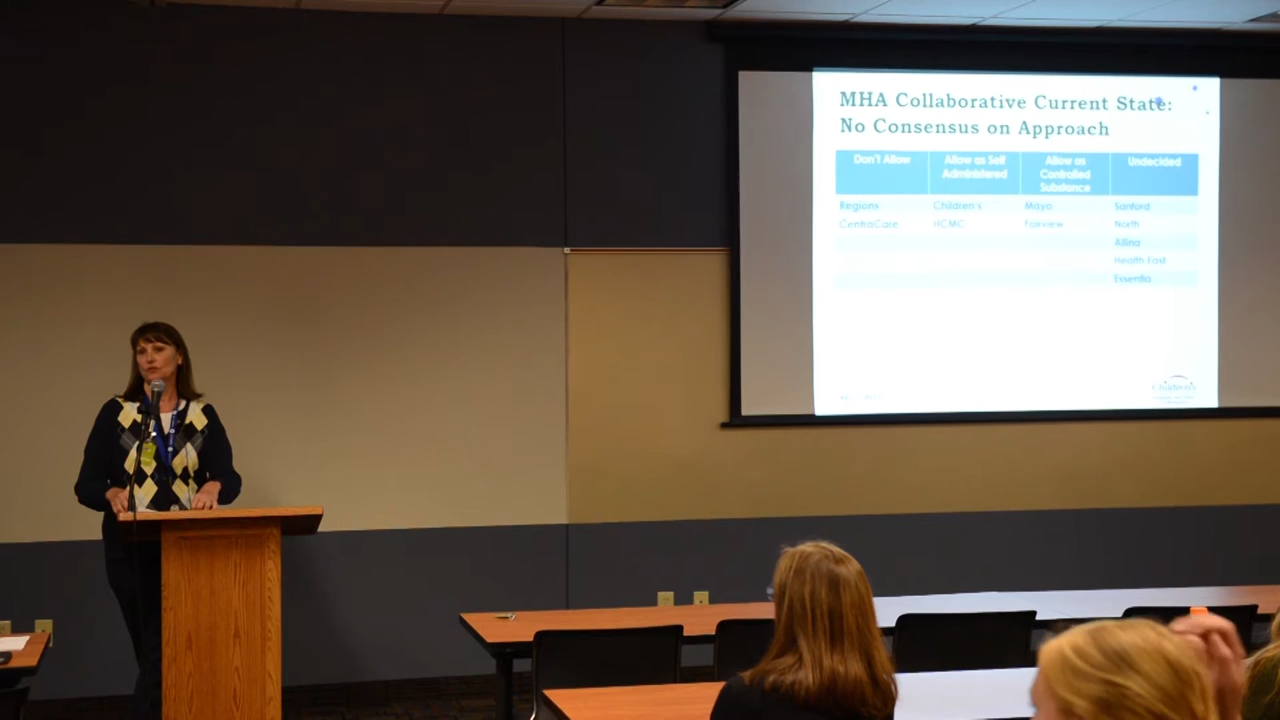 MHA Collaborative Current State:
No Consensus on Approach
Don't Allow
Allow as Self
Administered
Allow as
Controlled
Substance
Undecided
Regions Children's Mayo Sanford
CentraCare HCMC Fairview North
Allina
Health East
Essentia
Children's